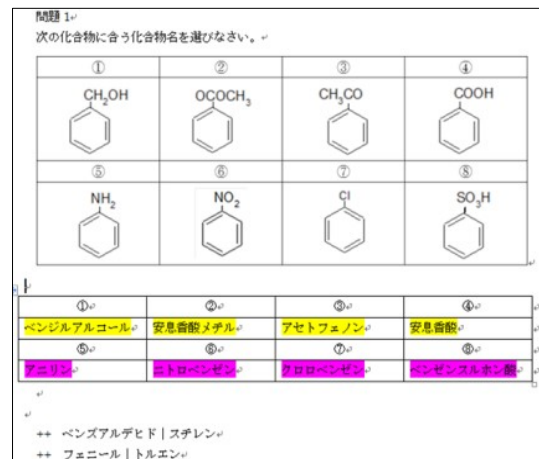 問題 1
次の化合物に合う化合物名を選びなさい。
① ② ③ ④
CH₂OH OCOCH₃ CH₃CO COOH
⑤ ⑥ ⑦ ⑧
NH₂ NO₂ Cl SO₃H
① ② ③ ④
ベンジルアルコール 安息香酸メチル アセトフェノン 安息香酸
⑤ ⑥ ⑦ ⑧
アニリン ニトロベンゼン クロロベンゼン ベンゼンスルホン酸
++ ベンズアルデヒド | スチレン
++ フェニール | トルエン